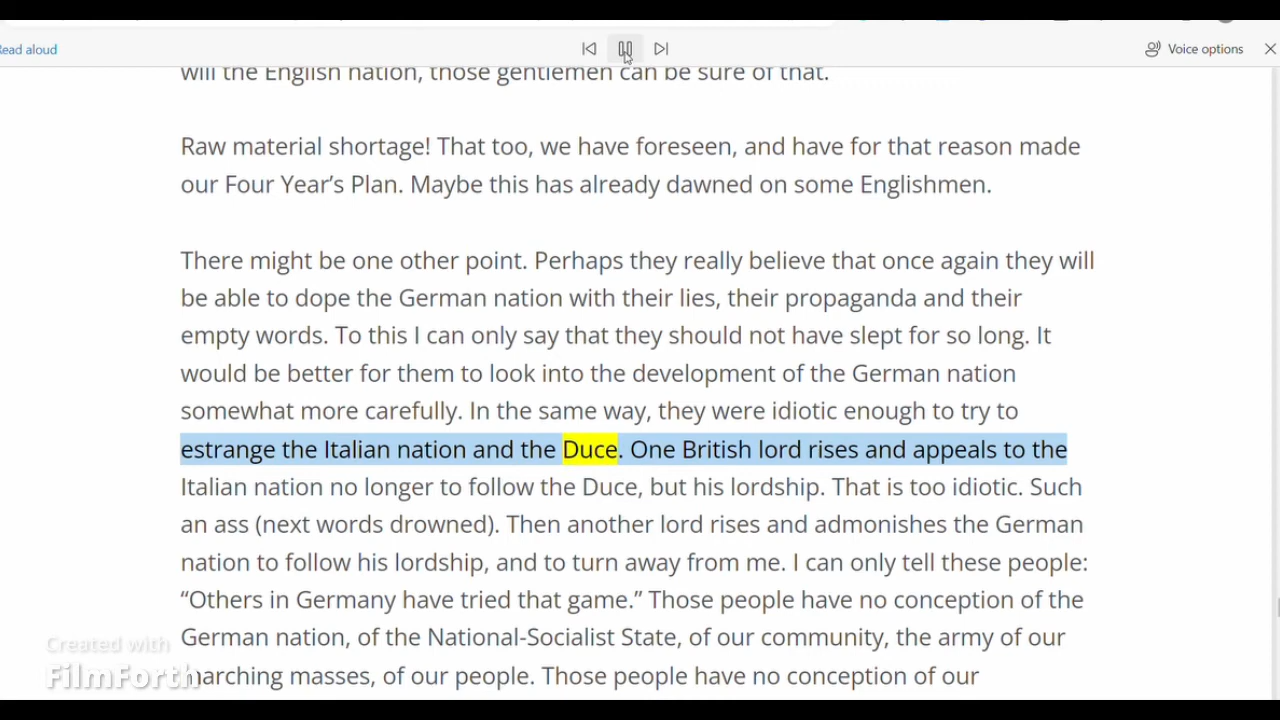 Read aloud
Voice options
will the English nation, those gentlemen can be sure of that.
Raw material shortage! That too, we have foreseen, and have for that reason made
our Four Year’s Plan. Maybe this has already dawned on some Englishmen.
There might be one other point. Perhaps they really believe that once again they will
be able to dope the German nation with their lies, their propaganda and their
empty words. To this I can only say that they should not have slept for so long. It
would be better for them to look into the development of the German nation
somewhat more carefully. In the same way, they were idiotic enough to try to
estrange the Italian nation and the Duce. One British lord rises and appeals to the
Italian nation no longer to follow the Duce, but his lordship. That is too idiotic. Such
an ass (next words drowned). Then another lord rises and admonishes the German
nation to follow his lordship, and to turn away from me. I can only tell these people:
“Others in Germany have tried that game.” Those people have no conception of the
German nation, of the National-Socialist State, of our community, the army of our
marching masses, of our people. Those people have no conception of our
Created with
FilmForth